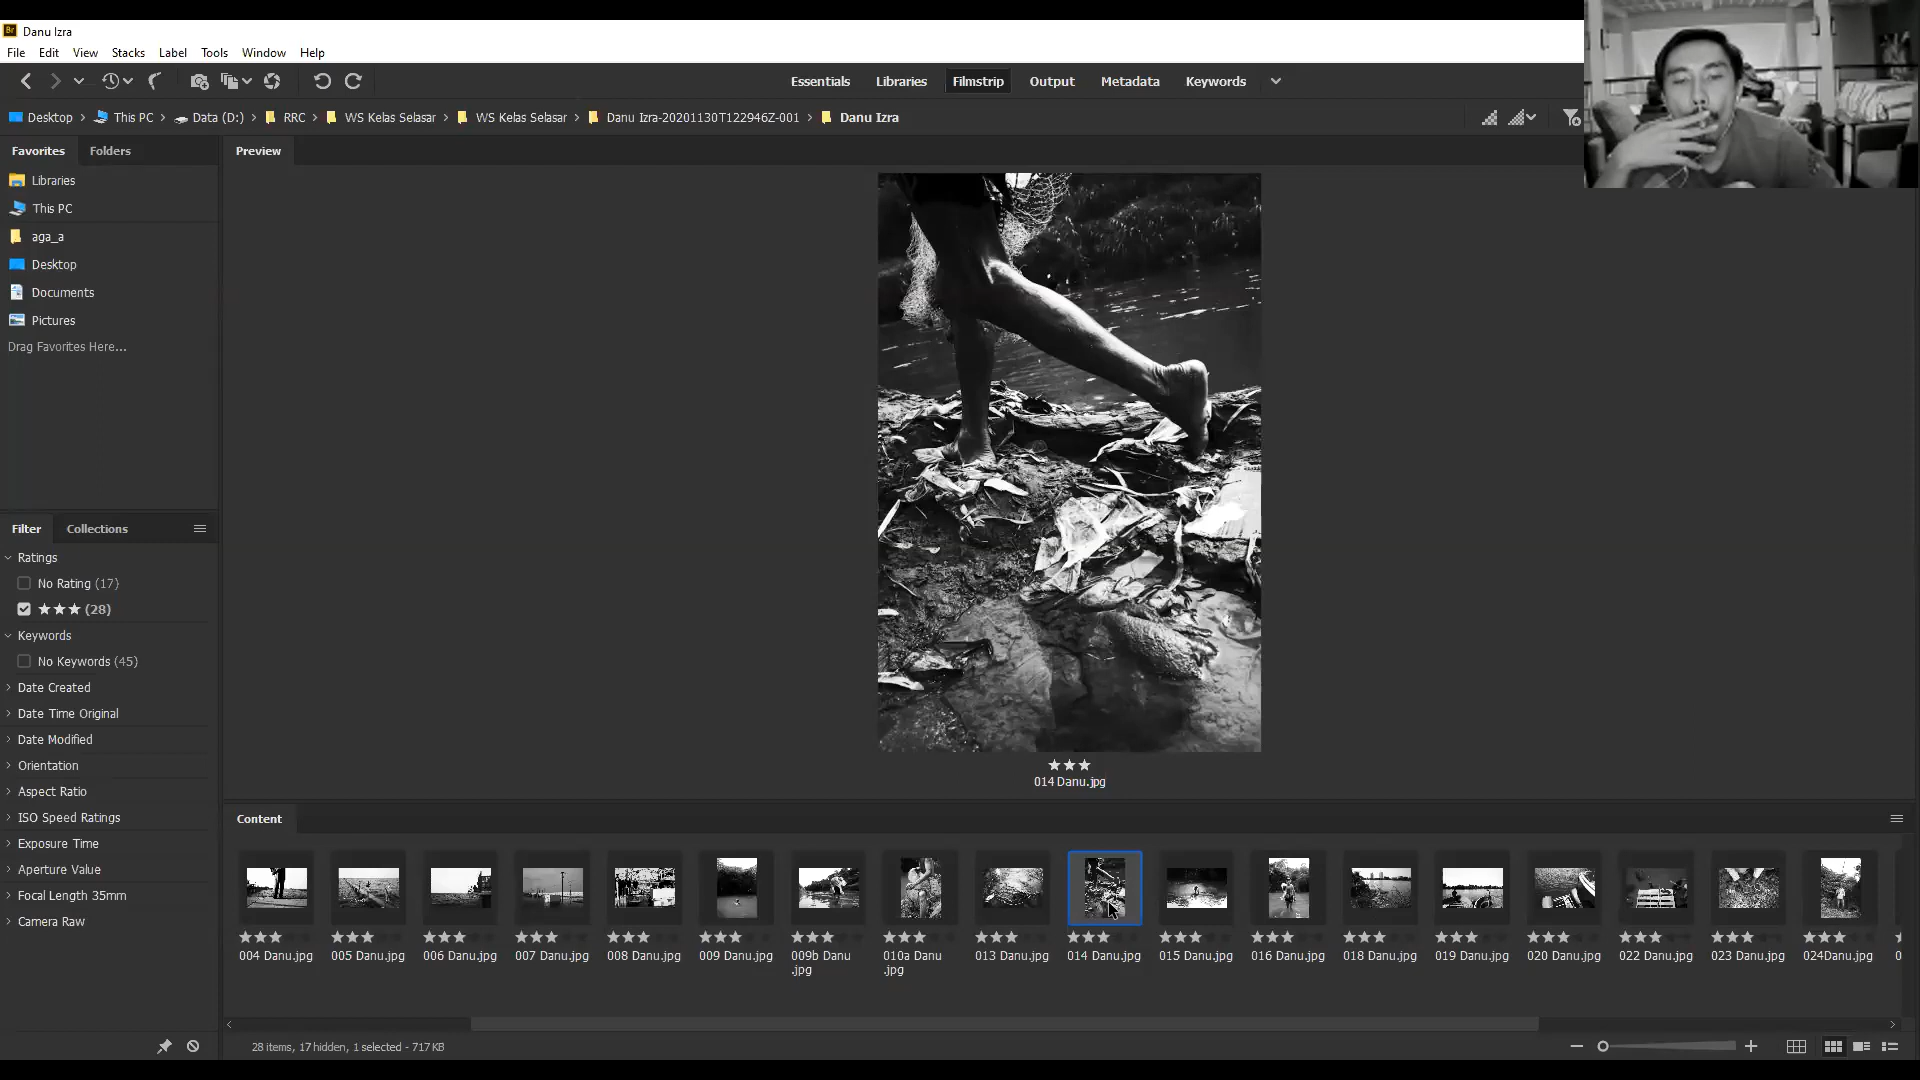 Br Danu Izra
File Edit View Stacks Label Tools Window Help
Essentials Libraries Filmstrip Output Metadata Keywords
Desktop This PC Data (D:) RRC WS Kelas Selasar WS Kelas Selasar Danu Izra-20201130T122946Z-001 Danu Izra
Favorites Folders
Libraries
This PC
aga_a
Desktop
Documents
Pictures
Drag Favorites Here...
Preview
014 Danu.jpg
Filter Collections
Ratings
No Rating (17)
(28)
Keywords
No Keywords (45)
Date Created
Date Time Original
Date Modified
Orientation
Aspect Ratio
ISO Speed Ratings
Exposure Time
Aperture Value
Focal Length 35mm
Camera Raw
Content
004 Danu.jpg 005 Danu.jpg 006 Danu.jpg 007 Danu.jpg 008 Danu.jpg 009 Danu.jpg 009b Danu .jpg 010a Danu .jpg 013 Danu.jpg 014 Danu.jpg 015 Danu.jpg 016 Danu.jpg 018 Danu.jpg 019 Danu.jpg 020 Danu.jpg 022 Danu.jpg 023 Danu.jpg 024Danu.jpg
28 items, 17 hidden, 1 selected - 717 KB